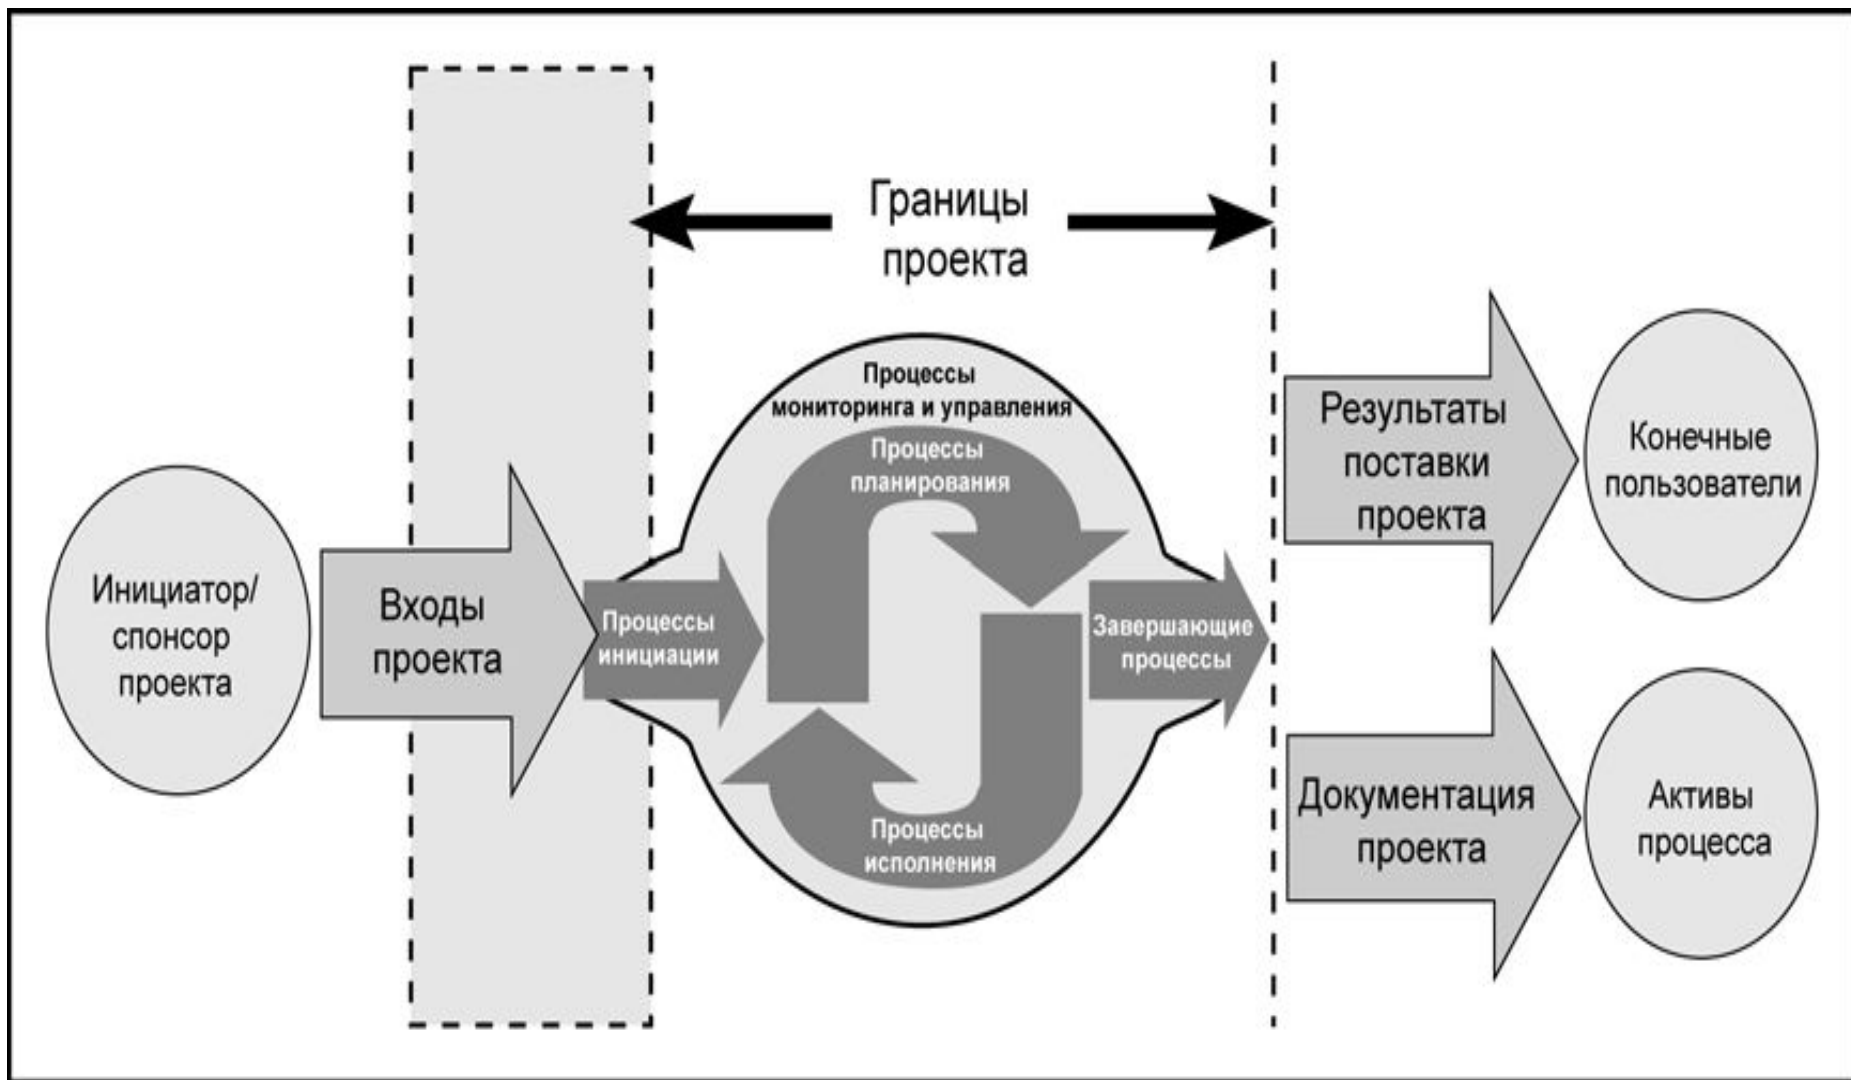 Границы
проекта
Процессы
мониторинга и управления
Процессы
планирования
Инициатор/
спонсор
проекта
Входы
проекта
Процессы
инициации
Завершающие
процессы
Процессы
исполнения
Результаты
поставки
проекта
Конечные
пользователи
Документация
проекта
Активы
процесса